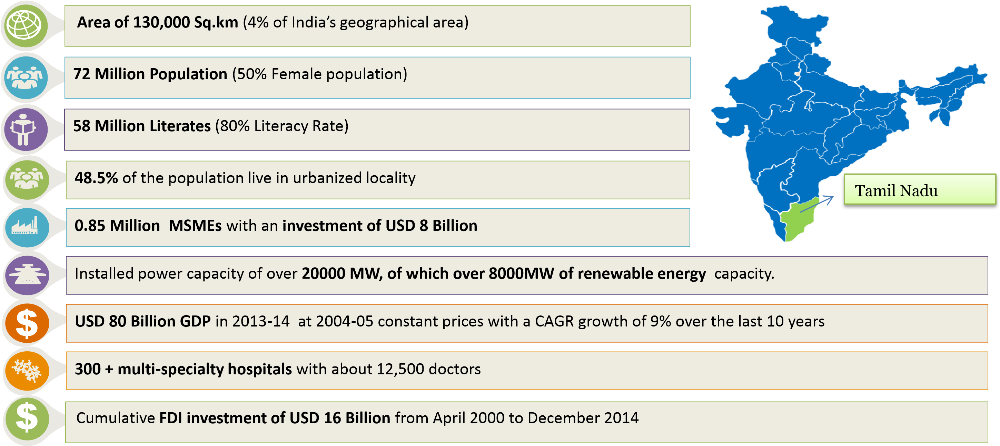 Area of 130,000 Sq.km (4% of India’s geographical area)
72 Million Population (50% Female population)
58 Million Literates (80% Literacy Rate)
48.5% of the population live in urbanized locality
Tamil Nadu
0.85 Million  MSMEs with an investment of USD 8 Billion
Installed power capacity of over 20000 MW, of which over 8000MW of renewable energy  capacity.
$ USD 80 Billion GDP in 2013-14  at 2004-05 constant prices with a CAGR growth of 9% over the last 10 years
300 + multi-specialty hospitals with about 12,500 doctors
$ Cumulative FDI investment of USD 16 Billion from April 2000 to December 2014